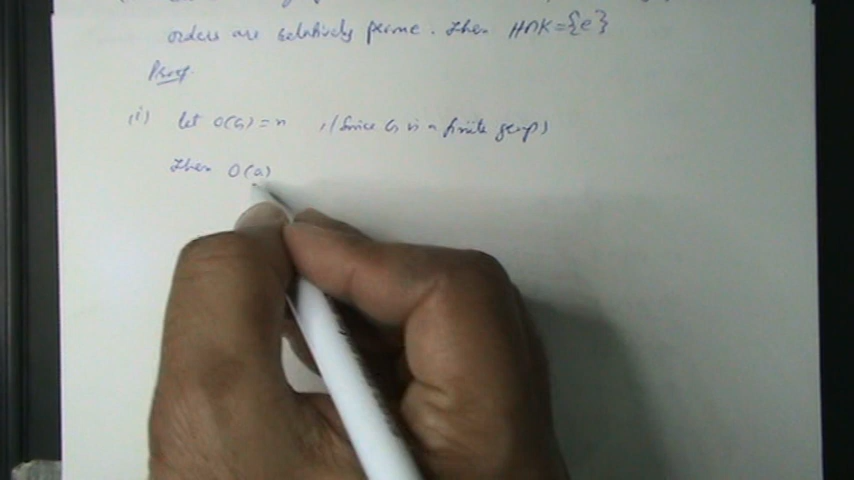 orders are relatively prime. Then H∩K={e}
Proof
(i) let O(G)=n , (Since G is a finite group)
Then O(a)